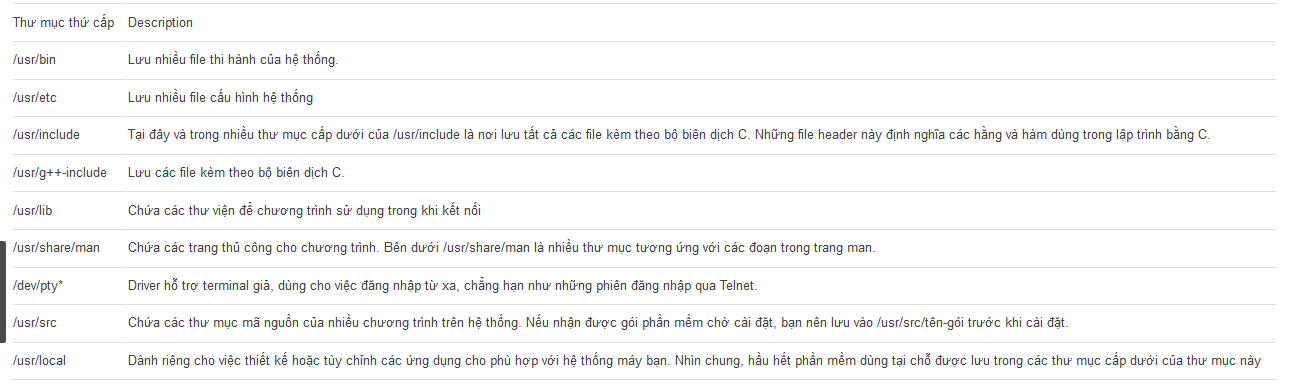 Thư mục thứ cấp Description
/usr/bin Lưu nhiều file thi hành của hệ thống.
/usr/etc Lưu nhiều file cấu hình hệ thống
/usr/include Tại đây và trong nhiều thư mục cấp dưới của /usr/include là nơi lưu tất cả các file kèm theo bộ biên dịch C. Những file header này định nghĩa các hằng và hàm dùng trong lập trình bằng C.
/usr/g++-include Lưu các file kèm theo bộ biên dịch C.
/usr/lib Chứa các thư viện để chương trình sử dụng trong khi kết nối
/usr/share/man Chứa các trang thủ công cho chương trình. Bên dưới /usr/share/man là nhiều thư mục tương ứng với các đoạn trong trang man.
/dev/pty* Driver hỗ trợ terminal giả, dùng cho việc đăng nhập từ xa, chẳng hạn như những phiên đăng nhập qua Telnet.
/usr/src Chứa các thư mục mã nguồn của nhiều chương trình trên hệ thống. Nếu nhận được gói phần mềm chờ cài đặt, bạn nên lưu vào /usr/src/tên-gói trước khi cài đặt.
/usr/local Dành riêng cho việc thiết kế hoặc tùy chỉnh các ứng dụng cho phù hợp với hệ thống máy bạn. Nhìn chung, hầu hết phần mềm dùng tại chỗ được lưu trong các thư mục cấp dưới của thư mục này